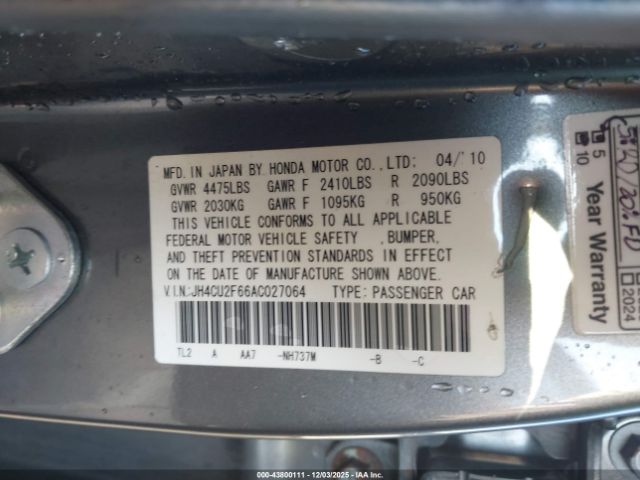 MFD. IN JAPAN BY HONDA MOTOR CO., LTD: 04/'10
GVWR 4475LBS GAWR F 2410LBS R 2090LBS
GVWR 2030KG GAWR F 1095KG R 950KG
THIS VEHICLE CONFORMS TO ALL APPLICABLE
FEDERAL MOTOR VEHICLE SAFETY , BUMPER,
AND THEFT PREVENTION STANDARDS IN EFFECT
ON THE DATE OF MANUFACTURE SHOWN ABOVE.
V.I.N:JH4CU2F66AC027064 TYPE: PASSENGER CAR
TL2 A AA7 -NH737M -B -C
5
10
Year Warranty
2024
00-43800111 - 12/03/2025 - COPYRIGHT IAA, LLC